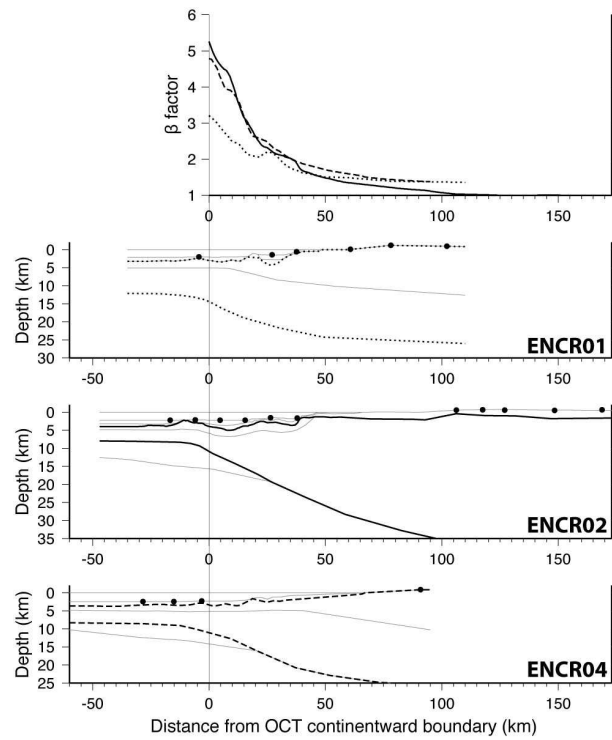 6
5
4
3
2
1
β factor
0 50 100 150
0
5
10
15
20
25
30
Depth (km)
ENCR01
-50 0 50 100 150
0
5
10
15
20
25
30
35
Depth (km)
ENCR02
-50 0 50 100 150
0
5
10
15
20
25
Depth (km)
ENCR04
-50 0 50 100 150
Distance from OCT continentward boundary (km)